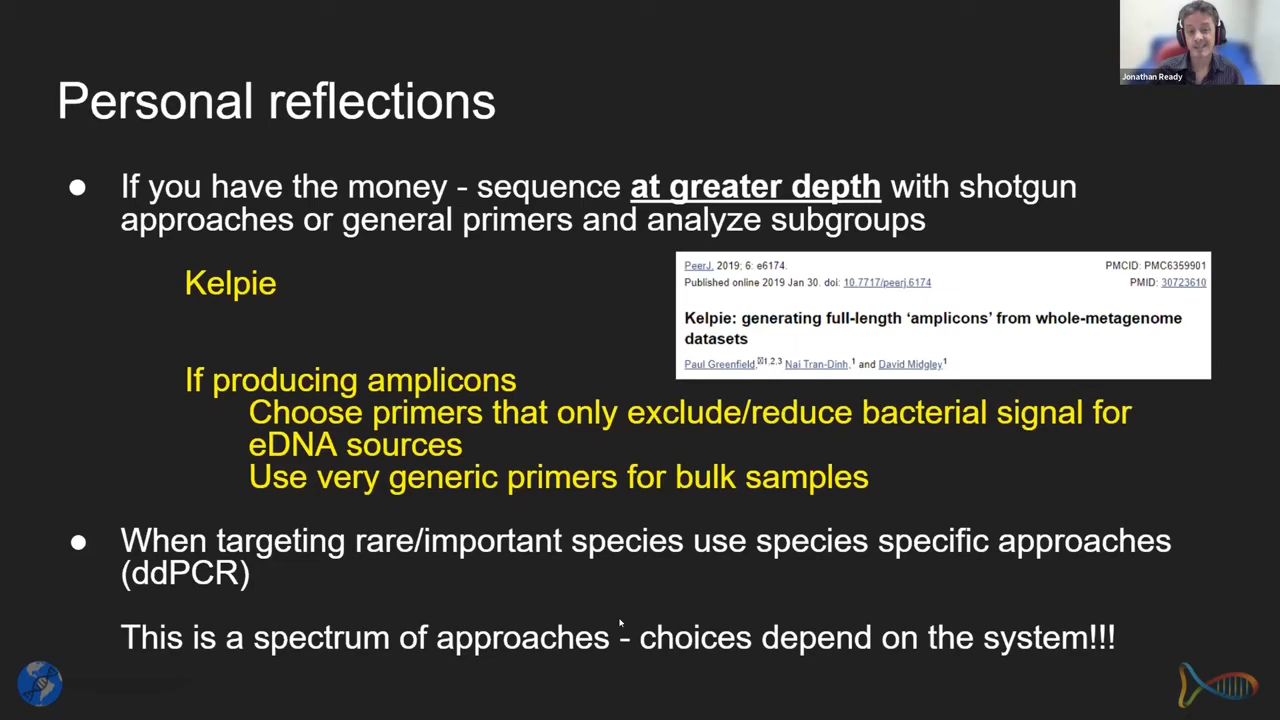 Jonathan Ready
Personal reflections
● If you have the money - sequence at greater depth with shotgun
approaches or general primers and analyze subgroups
Kelpie
PeerJ. 2019; 6: e6174.
PMCID: PMC6359901
Published online 2019 Jan 30. doi: 10.7717/peerj.6174
PMID: 30723610
Kelpie: generating full-length ‘amplicons’ from whole-metagenome
datasets
Paul Greenfield,1,2,3 Nai Tran-Dinh,1 and David Midgley1
If producing amplicons
Choose primers that only exclude/reduce bacterial signal for
eDNA sources
Use very generic primers for bulk samples
● When targeting rare/important species use species specific approaches
(ddPCR)
This is a spectrum of approaches - choices depend on the system!!!